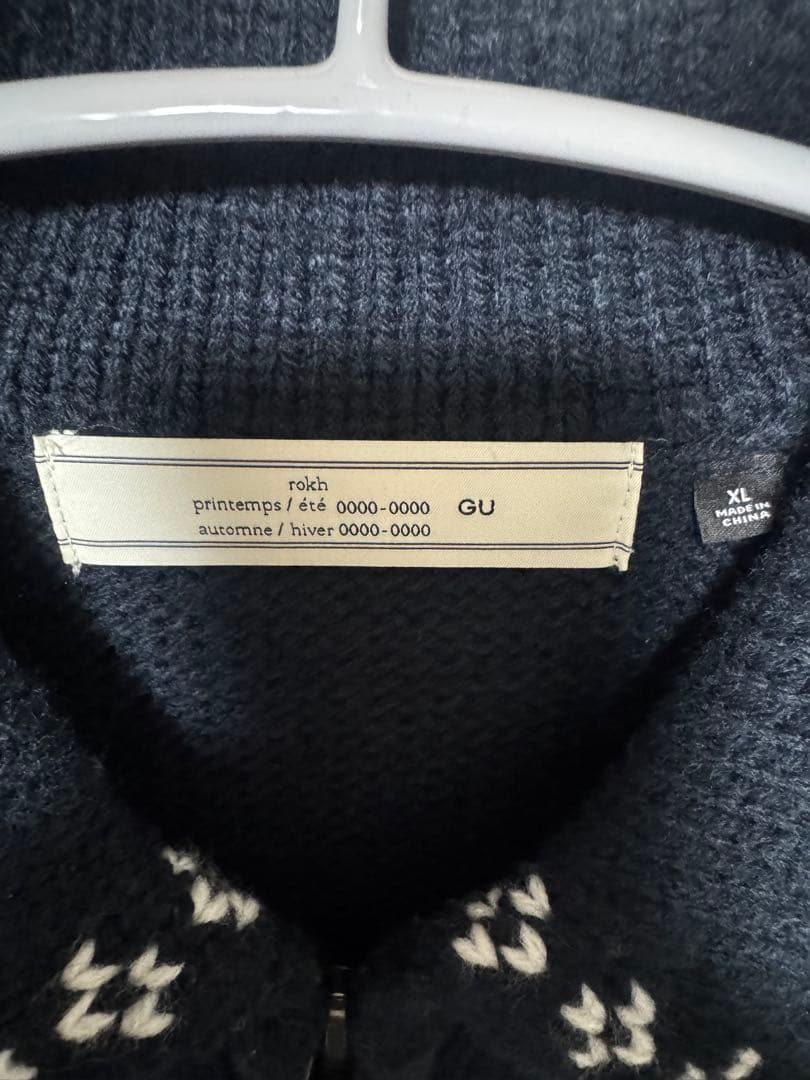 rokh
printemps / été 0000-0000 GU
automne / hiver 0000-0000
XL
MADE IN
CHINA